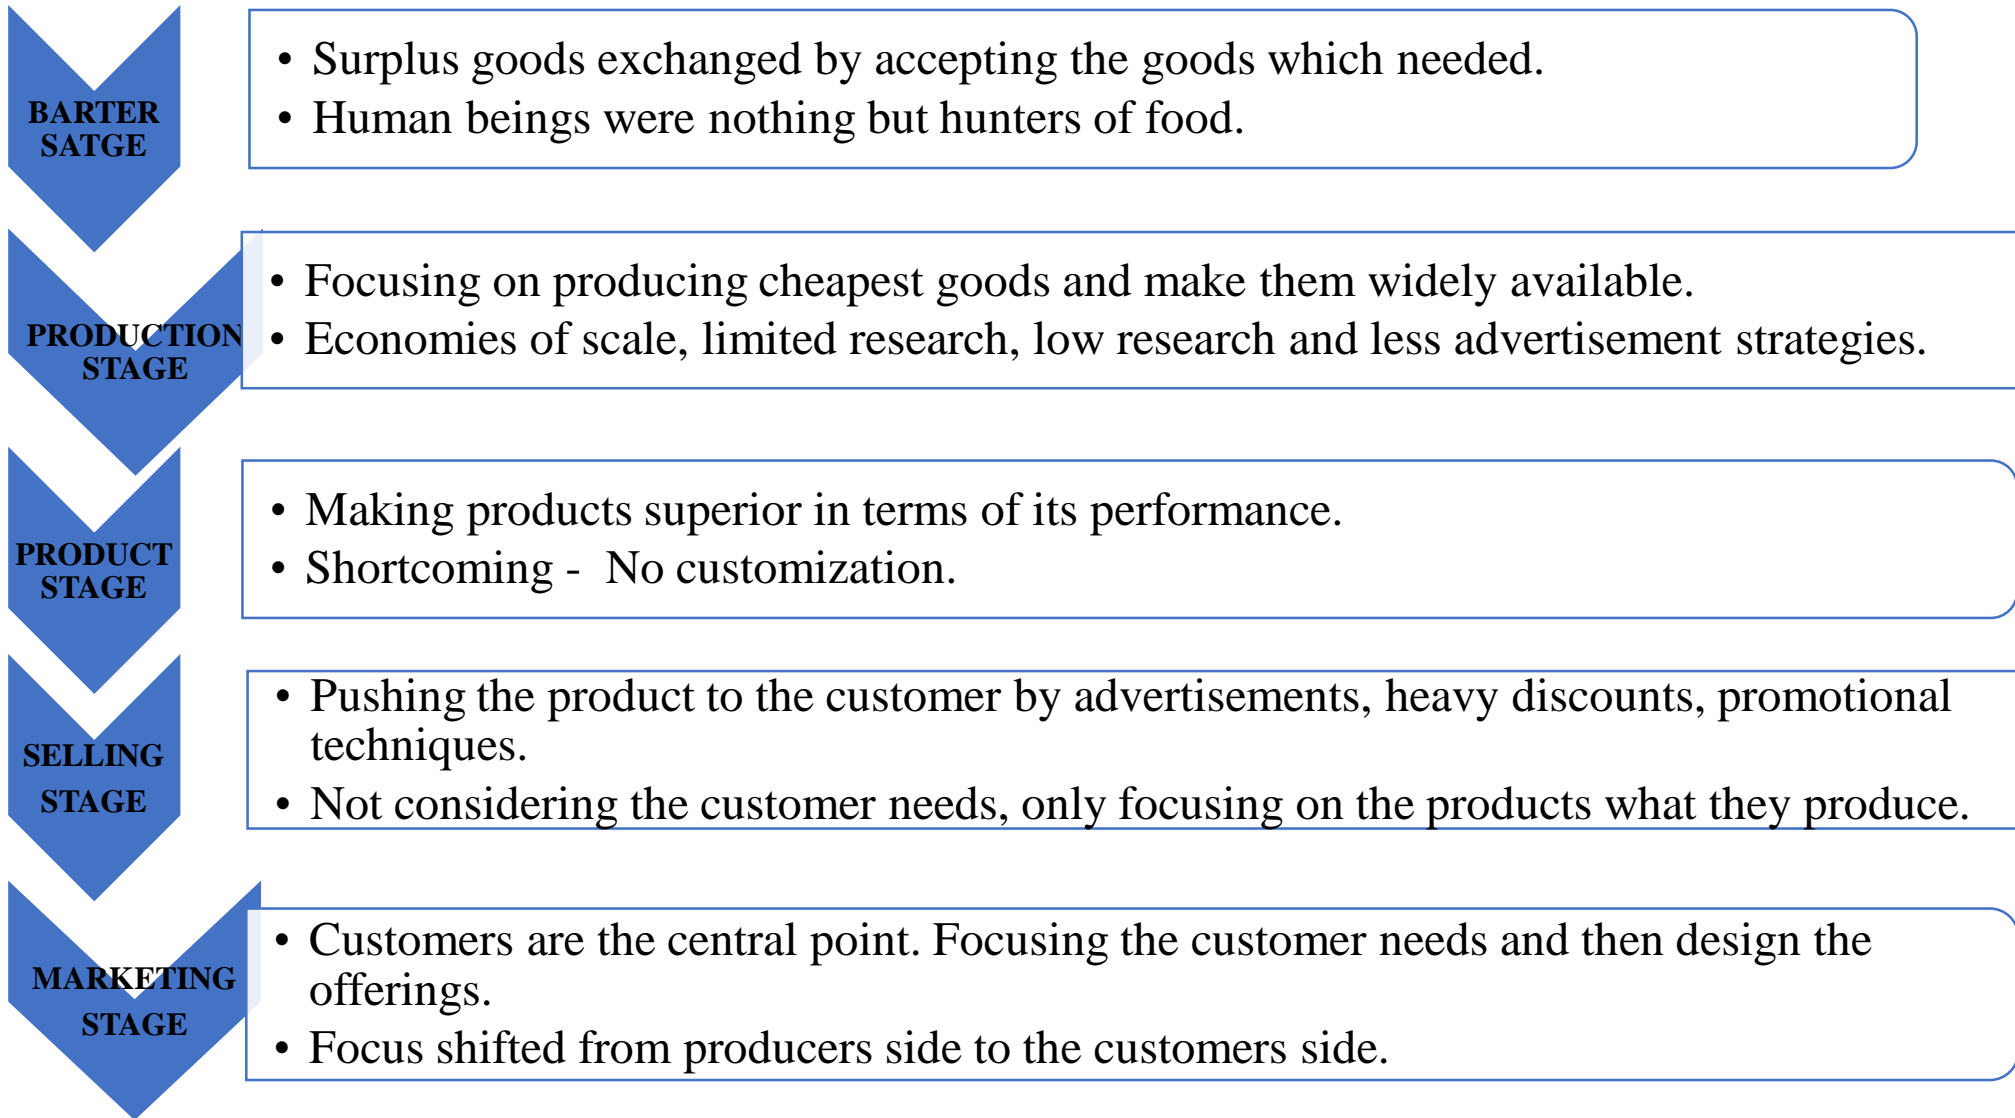 BARTER
SATGE
• Surplus goods exchanged by accepting the goods which needed.
• Human beings were nothing but hunters of food.
PRODUCTION
STAGE
• Focusing on producing cheapest goods and make them widely available.
• Economies of scale, limited research, low research and less advertisement strategies.
PRODUCT
STAGE
• Making products superior in terms of its performance.
• Shortcoming - No customization.
SELLING
STAGE
• Pushing the product to the customer by advertisements, heavy discounts, promotional
techniques.
• Not considering the customer needs, only focusing on the products what they produce.
MARKETING
STAGE
• Customers are the central point. Focusing the customer needs and then design the
offerings.
• Focus shifted from producers side to the customers side.